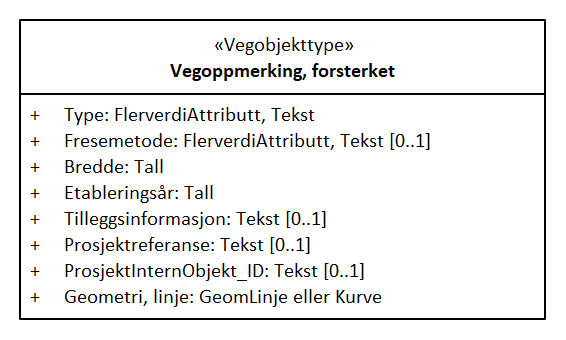 «Vegobjekttype»
Vegoppmerking, forsterket
+ Type: FlerverdiAttributt, Tekst
+ Fresemetode: FlerverdiAttributt, Tekst [0..1]
+ Bredde: Tall
+ Etableringsår: Tall
+ Tilleggsinformasjon: Tekst [0..1]
+ Prosjektreferanse: Tekst [0..1]
+ ProsjektInternObjekt_ID: Tekst [0..1]
+ Geometri, linje: GeomLinje eller Kurve